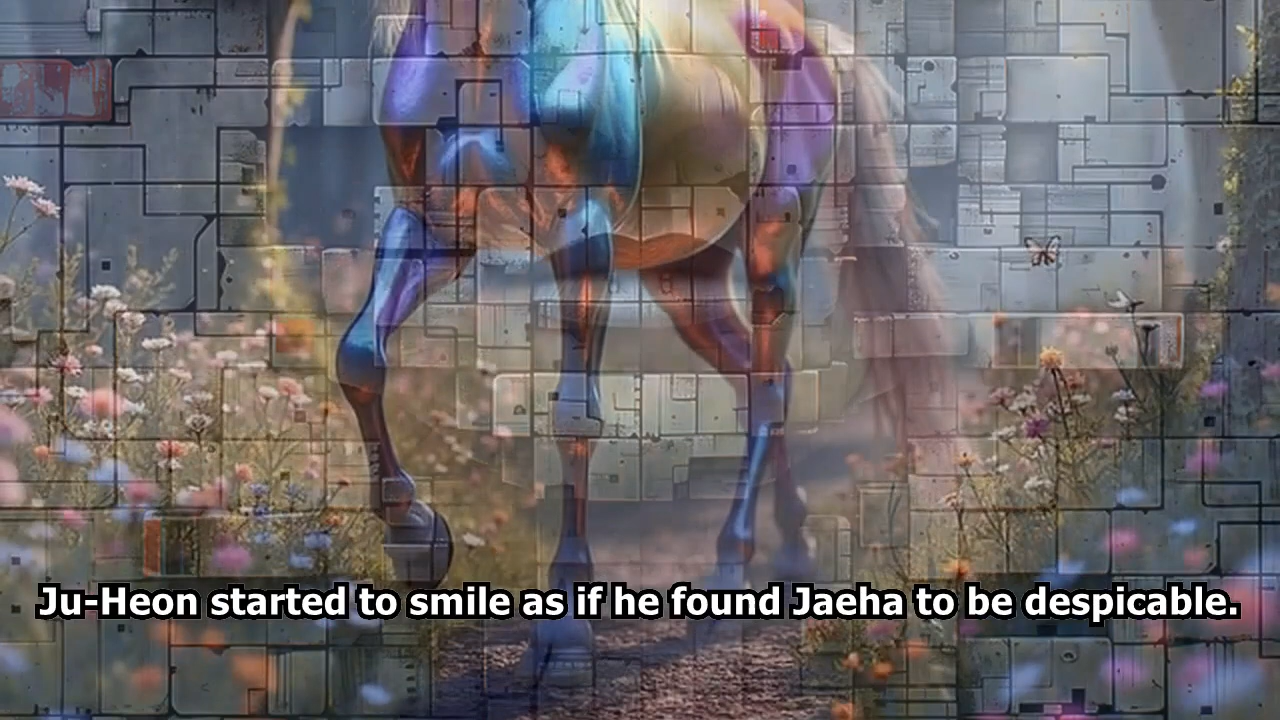 Ju-Heon started to smile as if he found Jaeha to be despicable.